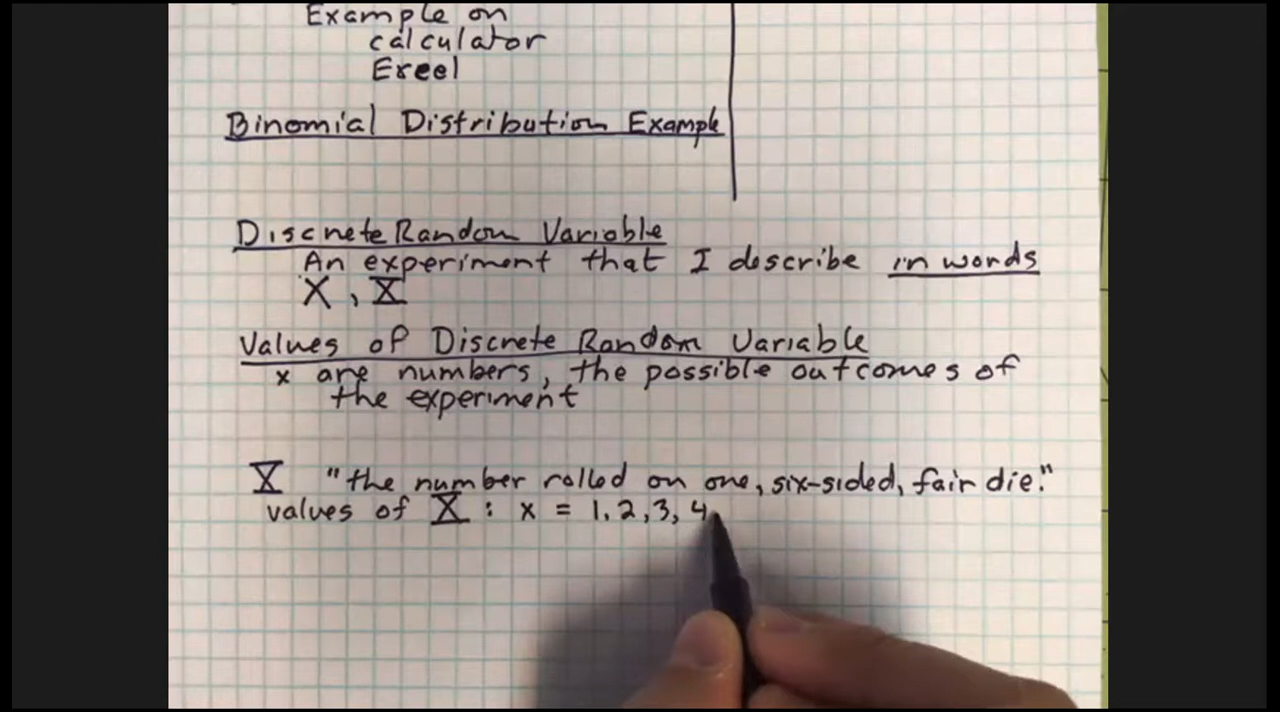 Example on
calculator
Excel
Binomial Distribution Example
Discrete Random Variable
An experiment that I describe in words
X, X
Values of Discrete Random Variable
x are numbers, the possible outcomes of
the experiment
X "the number rolled on one, six-sided, fair die."
values of X : x = 1, 2, 3, 4